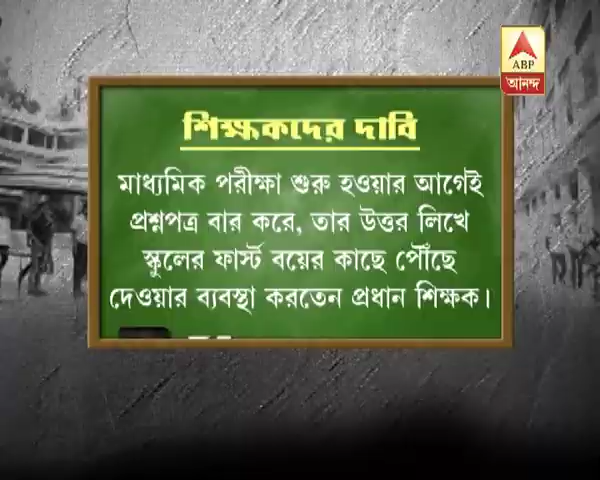 ABP
আনন্দ
শিক্ষকদের দাবি
মাধ্যমিক পরীক্ষা শুরু হওয়ার আগেই
প্রশ্নপত্র বার করে, তার উত্তর লিখে
স্কুলের ফার্স্ট বয়ের কাছে পৌঁছে
দেওয়ার ব্যবস্থা করতেন প্রধান শিক্ষক।